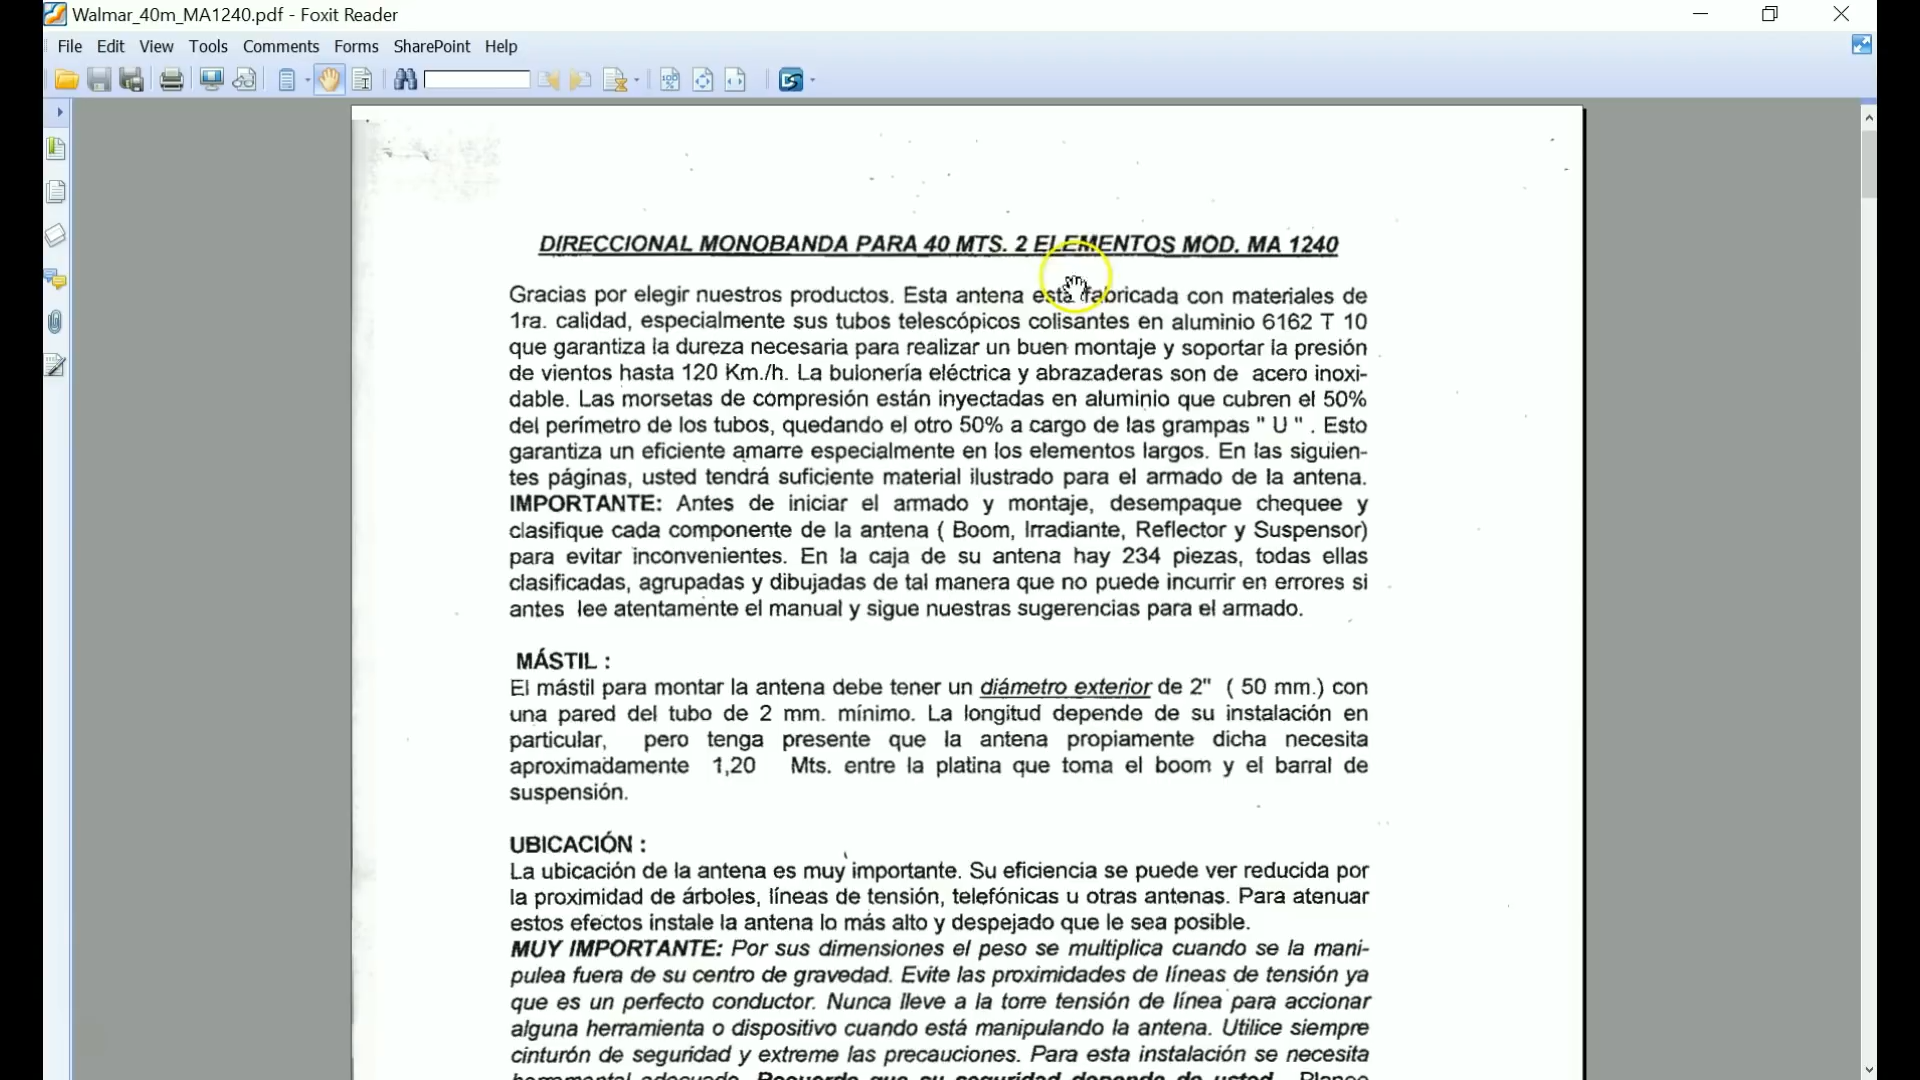 Walmar_40m_MA1240.pdf - Foxit Reader
File Edit View Tools Comments Forms SharePoint Help
DIRECCIONAL MONOBANDA PARA 40 MTS. 2 ELEMENTOS MOD. MA 1240
Gracias por elegir nuestros productos. Esta antena está fabricada con materiales de
1ra. calidad, especialmente sus tubos telescópicos colisantes en aluminio 6162 T 10
que garantiza la dureza necesaria para realizar un buen montaje y soportar la presión
de vientos hasta 120 Km./h. La bulonería eléctrica y abrazaderas son de acero inoxi-
dable. Las morsetas de compresión están inyectadas en aluminio que cubren el 50%
del perímetro de los tubos, quedando el otro 50% a cargo de las grampas " U " . Esto
garantiza un eficiente amarre especialmente en los elementos largos. En las siguien-
tes páginas, usted tendrá suficiente material ilustrado para el armado de la antena.
IMPORTANTE: Antes de iniciar el armado y montaje, desempaque chequee y
clasifique cada componente de la antena ( Boom, Irradiante, Reflector y Suspensor)
para evitar inconvenientes. En la caja de su antena hay 234 piezas, todas ellas
clasificadas, agrupadas y dibujadas de tal manera que no puede incurrir en errores si
antes lee atentamente el manual y sigue nuestras sugerencias para el armado.
MÁSTIL :
El mástil para montar la antena debe tener un diámetro exterior de 2" ( 50 mm.) con
una pared del tubo de 2 mm. mínimo. La longitud depende de su instalación en
particular, pero tenga presente que la antena propiamente dicha necesita
aproximadamente 1,20 Mts. entre la platina que toma el boom y el barral de
suspensión.
UBICACIÓN :
La ubicación de la antena es muy importante. Su eficiencia se puede ver reducida por
la proximidad de árboles, líneas de tensión, telefónicas u otras antenas. Para atenuar
estos efectos instale la antena lo más alto y despejado que le sea posible.
MUY IMPORTANTE: Por sus dimensiones el peso se multiplica cuando se la mani-
pulea fuera de su centro de gravedad. Evite las proximidades de líneas de tensión ya
que es un perfecto conductor. Nunca lleve a la torre tensión de línea para accionar
alguna herramienta o dispositivo cuando está manipulando la antena. Utilice siempre
cinturón de seguridad y extreme las precauciones. Para esta instalación se necesita
herramental adecuado. Recuerde que su seguridad depende de usted.